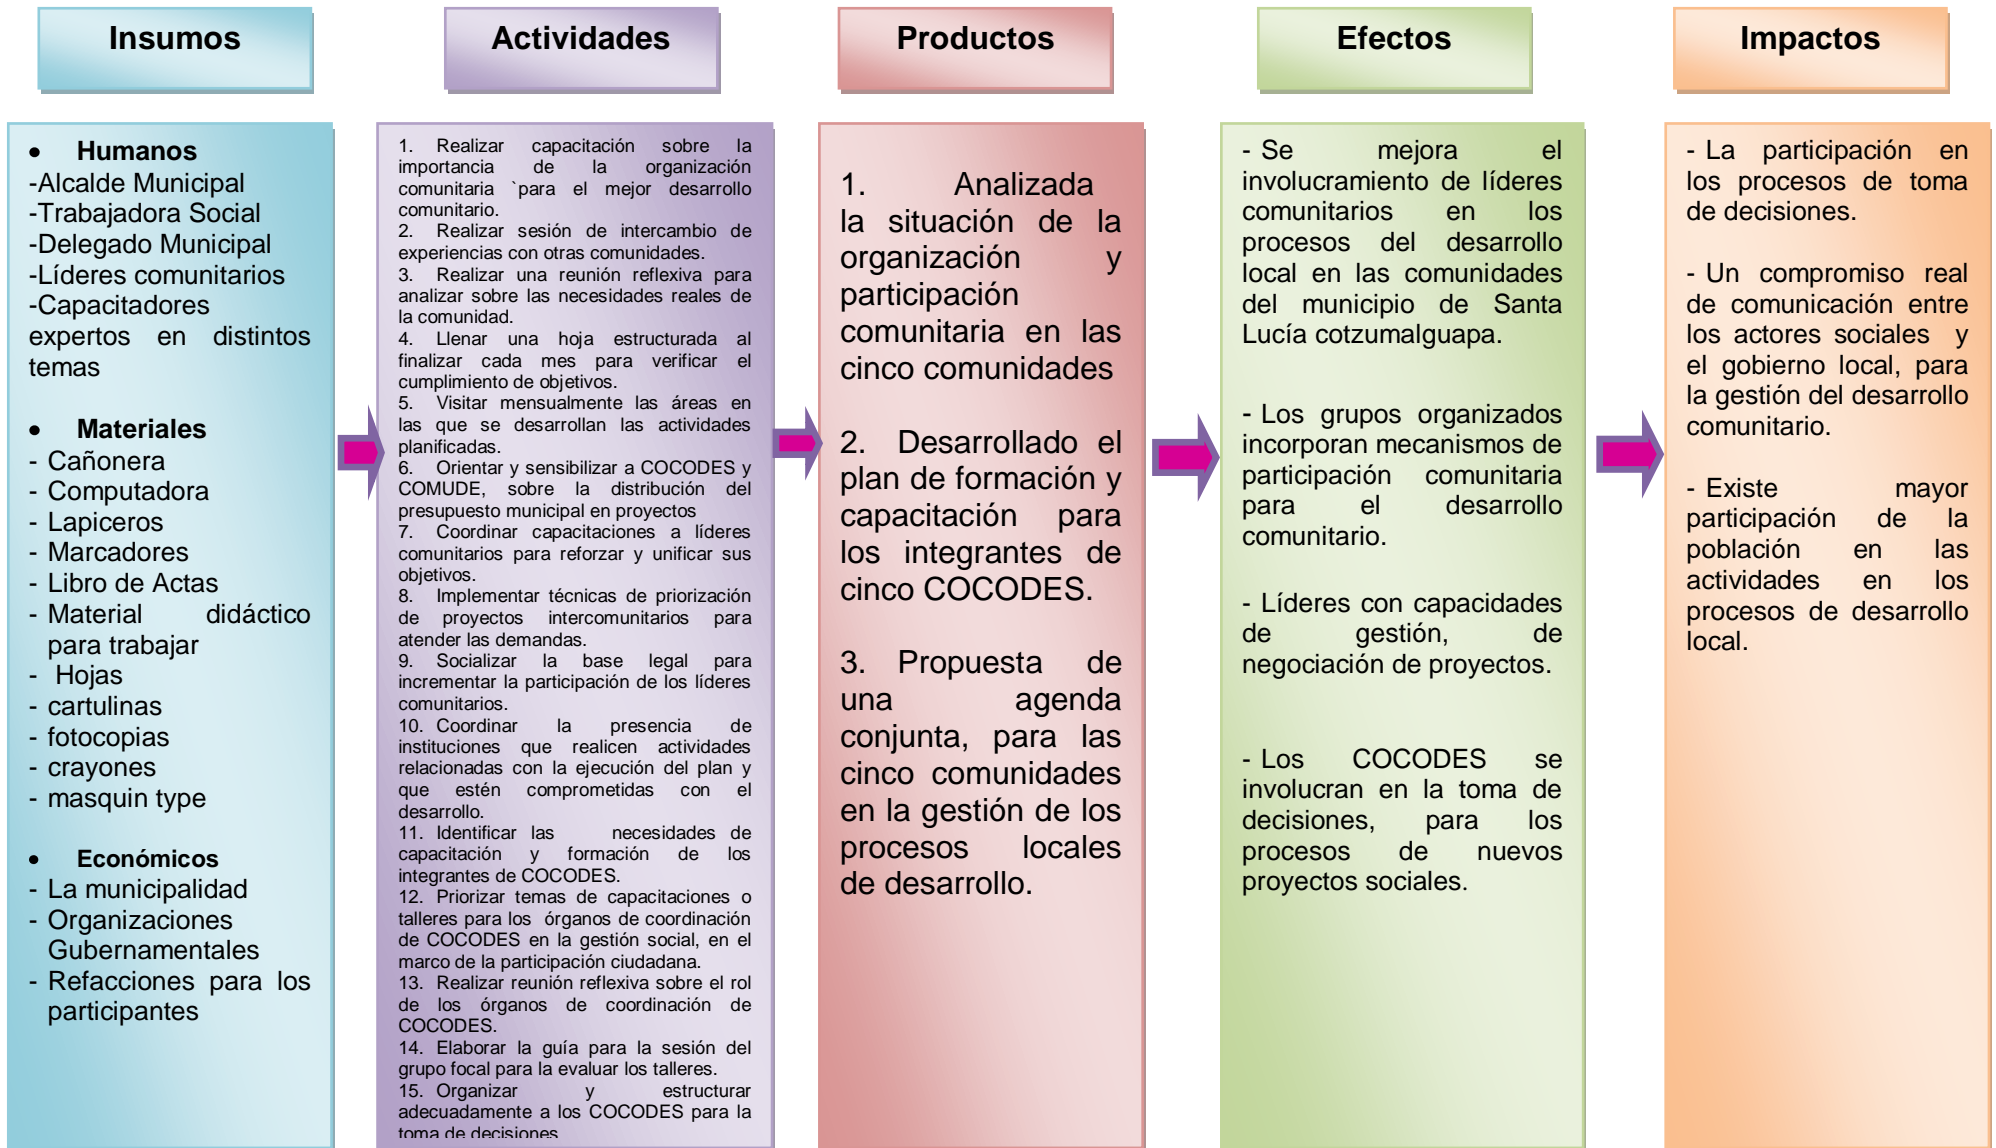 Insumos
Actividades
Productos
Efectos
Impactos
• Humanos
-Alcalde Municipal
-Trabajadora Social
-Delegado Municipal
-Líderes comunitarios
-Capacitadores
expertos en distintos
temas
• Materiales
- Cañonera
- Computadora
- Lapiceros
- Marcadores
- Libro de Actas
- Material didáctico
para trabajar
- Hojas
- cartulinas
- fotocopias
- crayones
- masquin type
• Económicos
- La municipalidad
- Organizaciones
Gubernamentales
- Refacciones para los
participantes
1. Realizar capacitación sobre la
importancia de la organización
comunitaria `para el mejor desarrollo
comunitario.
2. Realizar sesión de intercambio de
experiencias con otras comunidades.
3. Realizar una reunión reflexiva para
analizar sobre las necesidades reales de
la comunidad.
4. Llenar una hoja estructurada al
finalizar cada mes para verificar el
cumplimiento de objetivos.
5. Visitar mensualmente las áreas en
las que se desarrollan las actividades
planificadas.
6. Orientar y sensibilizar a COCODES y
COMUDE, sobre la distribución del
presupuesto municipal en proyectos
7. Coordinar capacitaciones a líderes
comunitarios para reforzar y unificar sus
objetivos.
8. Implementar técnicas de priorización
de proyectos intercomunitarios para
atender las demandas.
9. Socializar la base legal para
incrementar la participación de los líderes
comunitarios.
10. Coordinar la presencia de
instituciones que realicen actividades
relacionadas con la ejecución del plan y
que estén comprometidas con el
desarrollo.
11. Identificar las necesidades de
capacitación y formación de los
integrantes de COCODES.
12. Priorizar temas de capacitaciones o
talleres para los órganos de coordinación
de COCODES en la gestión social, en el
marco de la participación ciudadana.
13. Realizar reunión reflexiva sobre el rol
de los órganos de coordinación de
COCODES.
14. Elaborar la guía para la sesión del
grupo focal para la evaluar los talleres.
15. Organizar y estructurar
adecuadamente a los COCODES para la
toma de decisiones
1. Analizada
la situación de la
organización y
participación
comunitaria en las
cinco comunidades
2. Desarrollado el
plan de formación y
capacitación para
los integrantes de
cinco COCODES.
3. Propuesta de
una agenda
conjunta, para las
cinco comunidades
en la gestión de los
procesos locales
de desarrollo.
- Se mejora el
involucramiento de líderes
comunitarios en los
procesos del desarrollo
local en las comunidades
del municipio de Santa
Lucía cotzumalguapa.
- Los grupos organizados
incorporan mecanismos de
participación comunitaria
para el desarrollo
comunitario.
- Líderes con capacidades
de gestión, de
negociación de proyectos.
- Los COCODES se
involucran en la toma de
decisiones, para los
procesos de nuevos
proyectos sociales.
- La participación en
los procesos de toma
de decisiones.
- Un compromiso real
de comunicación entre
los actores sociales y
el gobierno local, para
la gestión del desarrollo
comunitario.
- Existe mayor
participación de la
población en las
actividades en los
procesos de desarrollo
local.